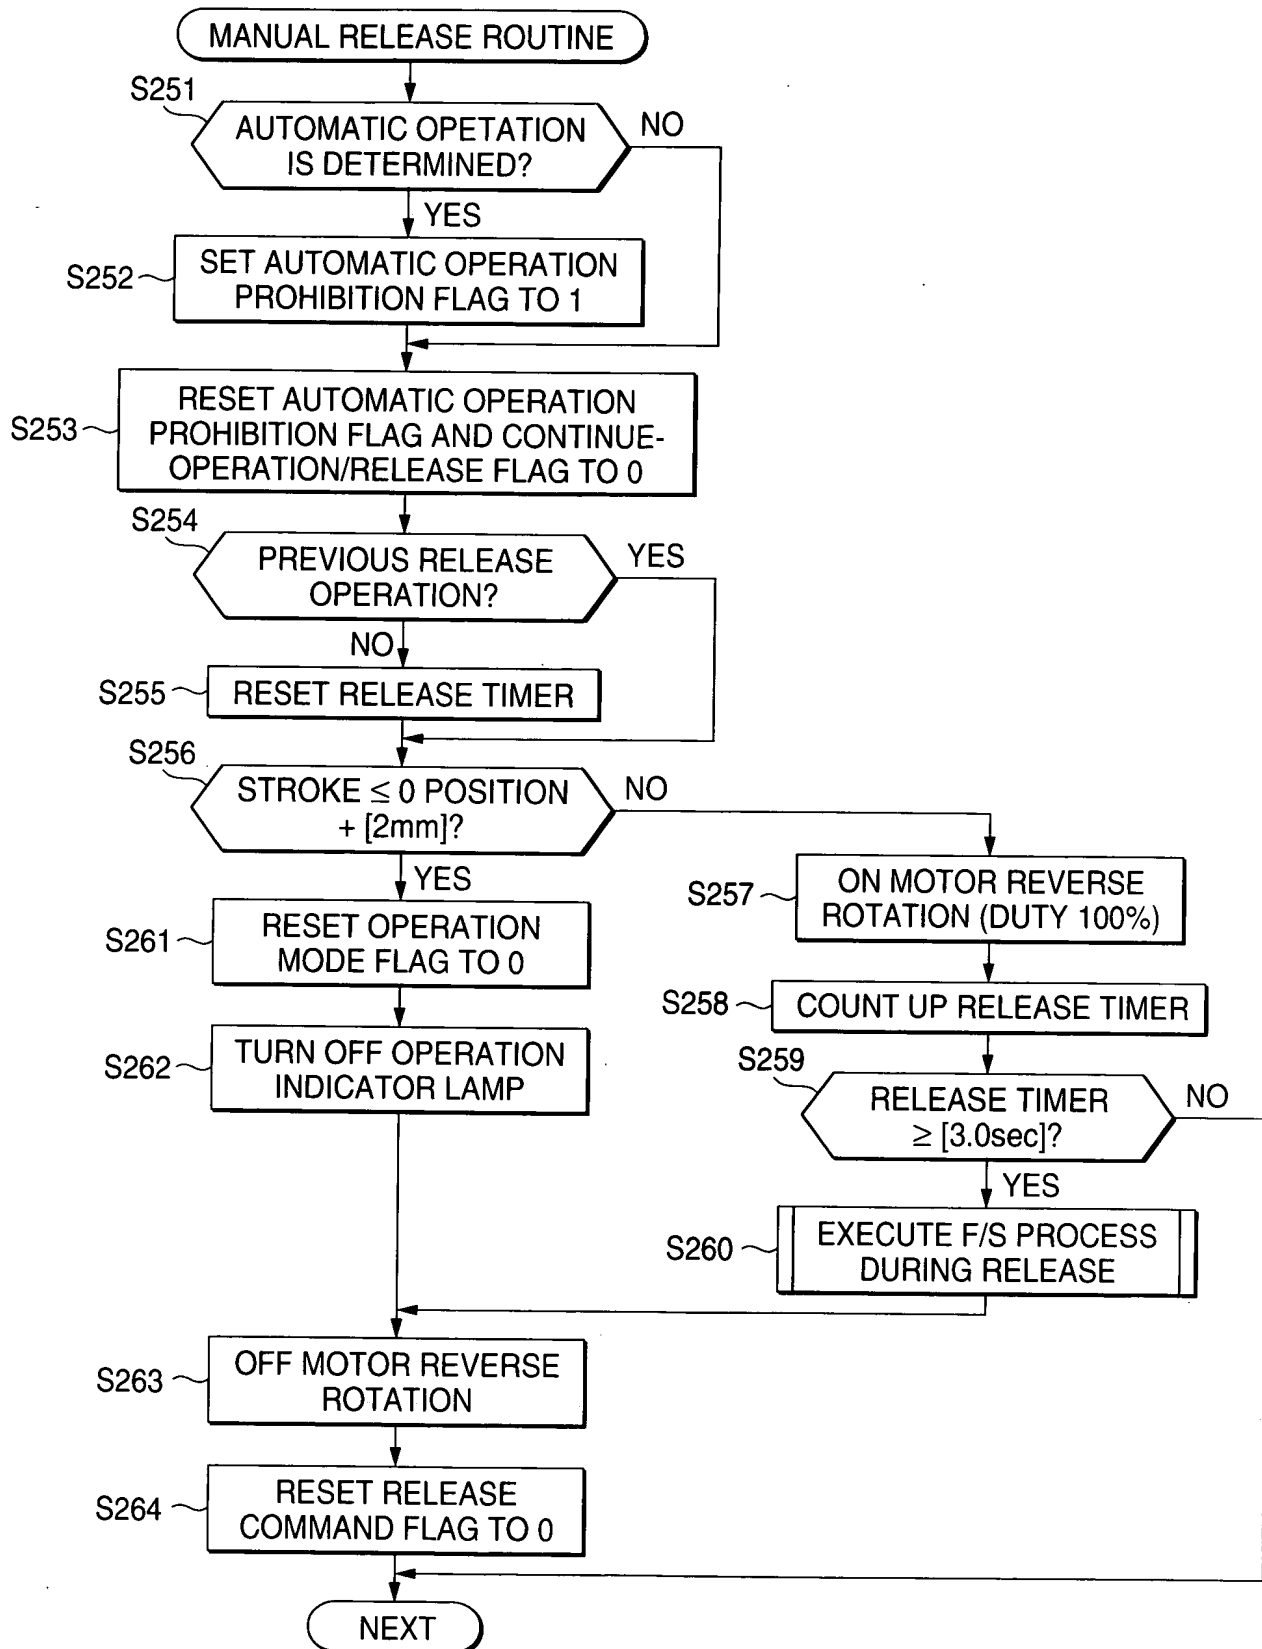 MANUAL RELEASE ROUTINE
S251
AUTOMATIC OPETATION
IS DETERMINED?
NO
YES
S252
SET AUTOMATIC OPERATION
PROHIBITION FLAG TO 1
S253
RESET AUTOMATIC OPERATION
PROHIBITION FLAG AND CONTINUE-
OPERATION/RELEASE FLAG TO 0
S254
PREVIOUS RELEASE
OPERATION?
YES
NO
S255
RESET RELEASE TIMER
S256
STROKE ≤ 0 POSITION
+ [2mm]?
NO
YES
S257
ON MOTOR REVERSE
ROTATION (DUTY 100%)
S261
RESET OPERATION
MODE FLAG TO 0
S258
COUNT UP RELEASE TIMER
S262
TURN OFF OPERATION
INDICATOR LAMP
S259
RELEASE TIMER
≥ [3.0sec]?
NO
YES
S260
EXECUTE F/S PROCESS
DURING RELEASE
S263
OFF MOTOR REVERSE
ROTATION
S264
RESET RELEASE
COMMAND FLAG TO 0
NEXT